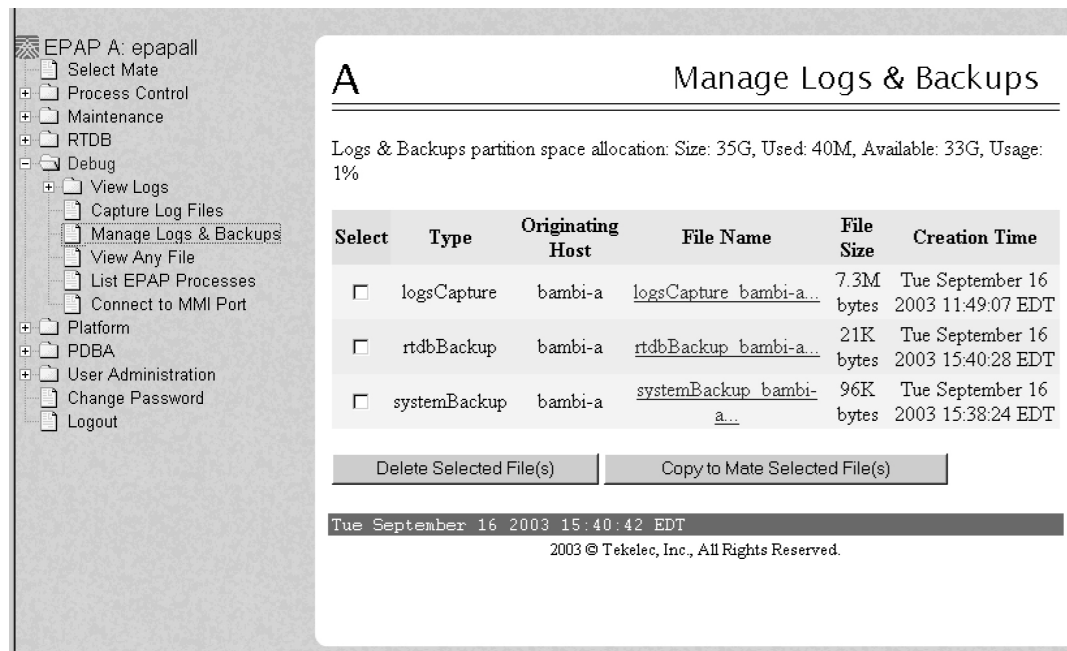 EPAP A: epapall
Select Mate
Process Control
Maintenance
RTDB
Debug
View Logs
Capture Log Files
Manage Logs & Backups
View Any File
List EPAP Processes
Connect to MMI Port
Platform
PDBA
User Administration
Change Password
Logout
A
Manage Logs & Backups
Logs & Backups partition space allocation: Size: 35G, Used: 40M, Available: 33G, Usage:
1%
Select Type Originating Host File Name File Size Creation Time
logsCapture bambi-a logsCapture_bambi-a... 7.3M bytes Tue September 16 2003 11:49:07 EDT
rtdbBackup bambi-a rtdbBackup_bambi-a... 21K bytes Tue September 16 2003 15:40:28 EDT
systemBackup bambi-a systemBackup_bambi-a... 96K bytes Tue September 16 2003 15:38:24 EDT
Delete Selected File(s) Copy to Mate Selected File(s)
Tue September 16 2003 15:40:42 EDT
2003 © Tekelec, Inc., All Rights Reserved.